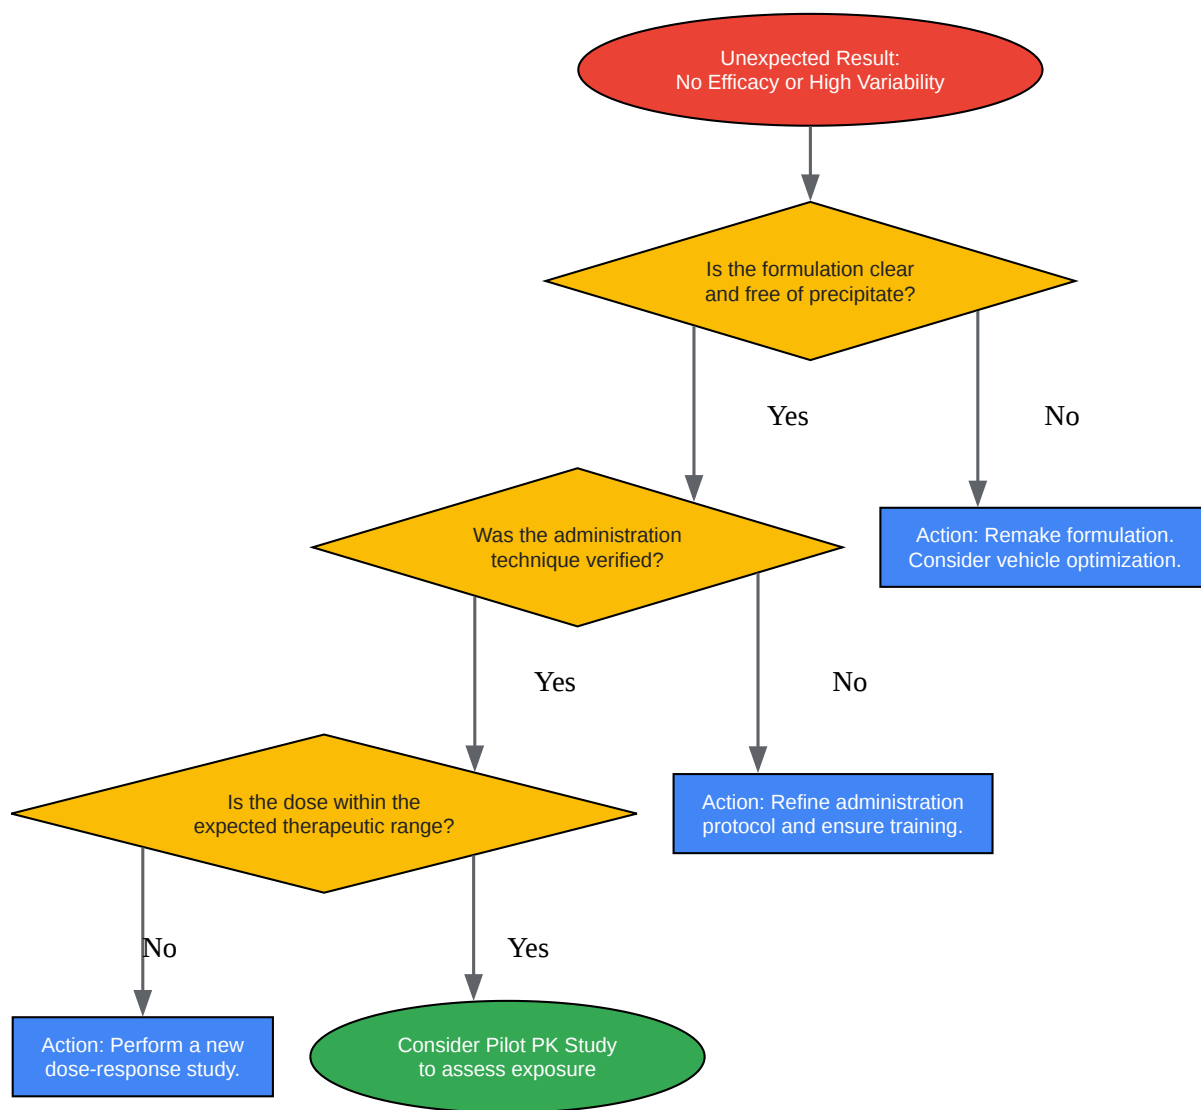 Unexpected Result:
No Efficacy or High Variability
Is the formulation clear
and free of precipitate?
Yes
No
Was the administration
technique verified?
Action: Remake formulation.
Consider vehicle optimization.
Yes
No
Is the dose within the
expected therapeutic range?
Action: Refine administration
protocol and ensure training.
No
Yes
Action: Perform a new
dose-response study.
Consider Pilot PK Study
to assess exposure